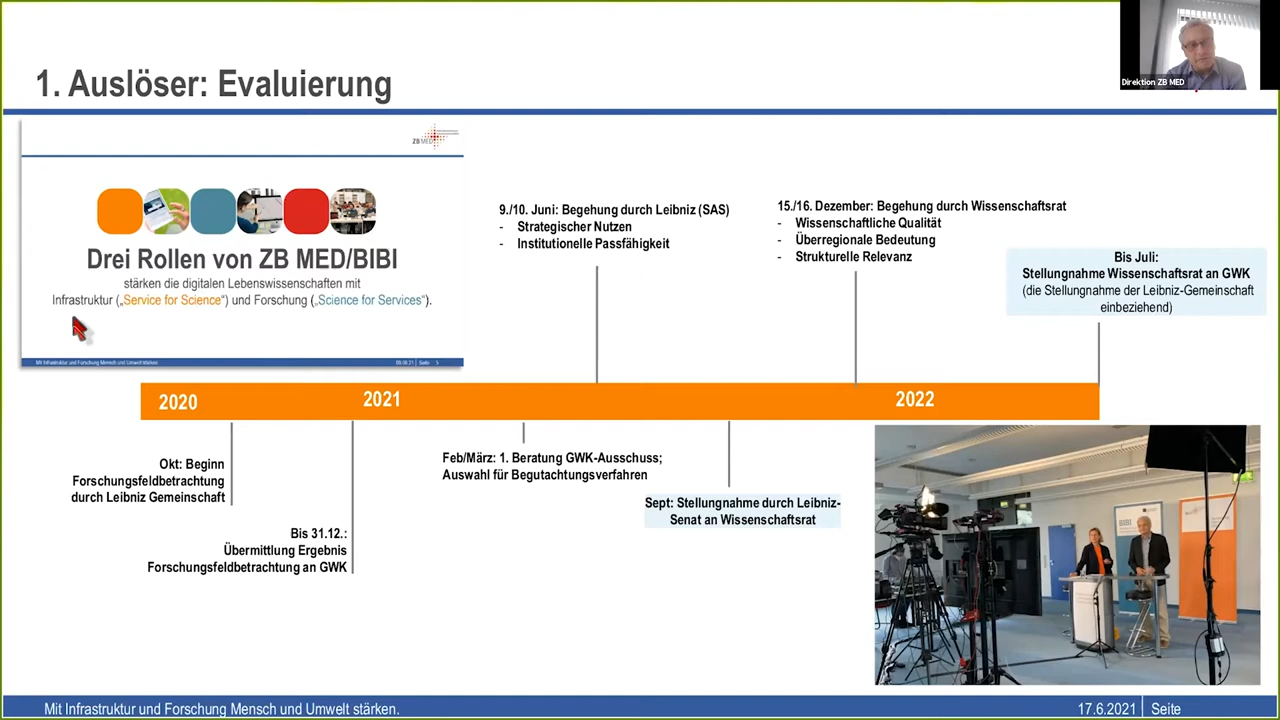 Direktion ZB MED
1. Auslöser: Evaluierung
ZB MED
Drei Rollen von ZB MED/BIBI
stärken die digitalen Lebenswissenschaften mit
Infrastruktur („Service for Science“) und Forschung („Science for Services“).
Mit Infrastruktur und Forschung Mensch und Umwelt stärken.
Seite
5
9./10. Juni: Begehung durch Leibniz (SAS)
- Strategischer Nutzen
- Institutionelle Passfähigkeit
15./16. Dezember: Begehung durch Wissenschaftsrat
- Wissenschaftliche Qualität
- Überregionale Bedeutung
- Strukturelle Relevanz
Bis Juli:
Stellungnahme Wissenschaftsrat an GWK
(die Stellungnahme der Leibniz-Gemeinschaft
einbeziehend)
2020
2021
2022
Okt: Beginn
Forschungsfeldbetrachtung
durch Leibniz Gemeinschaft
Bis 31.12.:
Übermittlung Ergebnis
Forschungsfeldbetrachtung an GWK
Feb/März: 1. Beratung GWK-Ausschuss;
Auswahl für Begutachtungsverfahren
Sept: Stellungnahme durch Leibniz-
Senat an Wissenschaftsrat
BIBI
Mit Infrastruktur und Forschung Mensch und Umwelt stärken.
17.6.2021
Seite